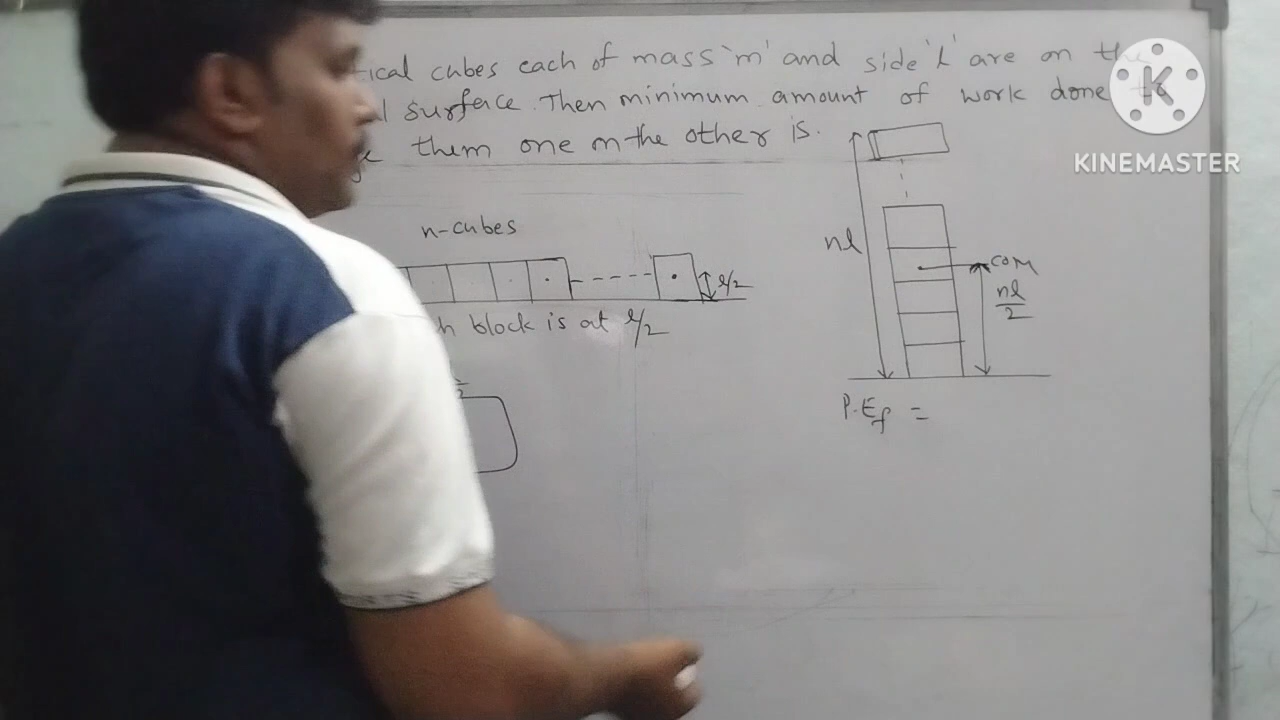 ical cubes each of mass 'm' and side 'l' are on the
l surface. Then minimum amount of work done to
them one on the other is.
n-cubes
l/2
h block is at l/2
nl
COM
nl/2
P.E_f =
KINEMASTER